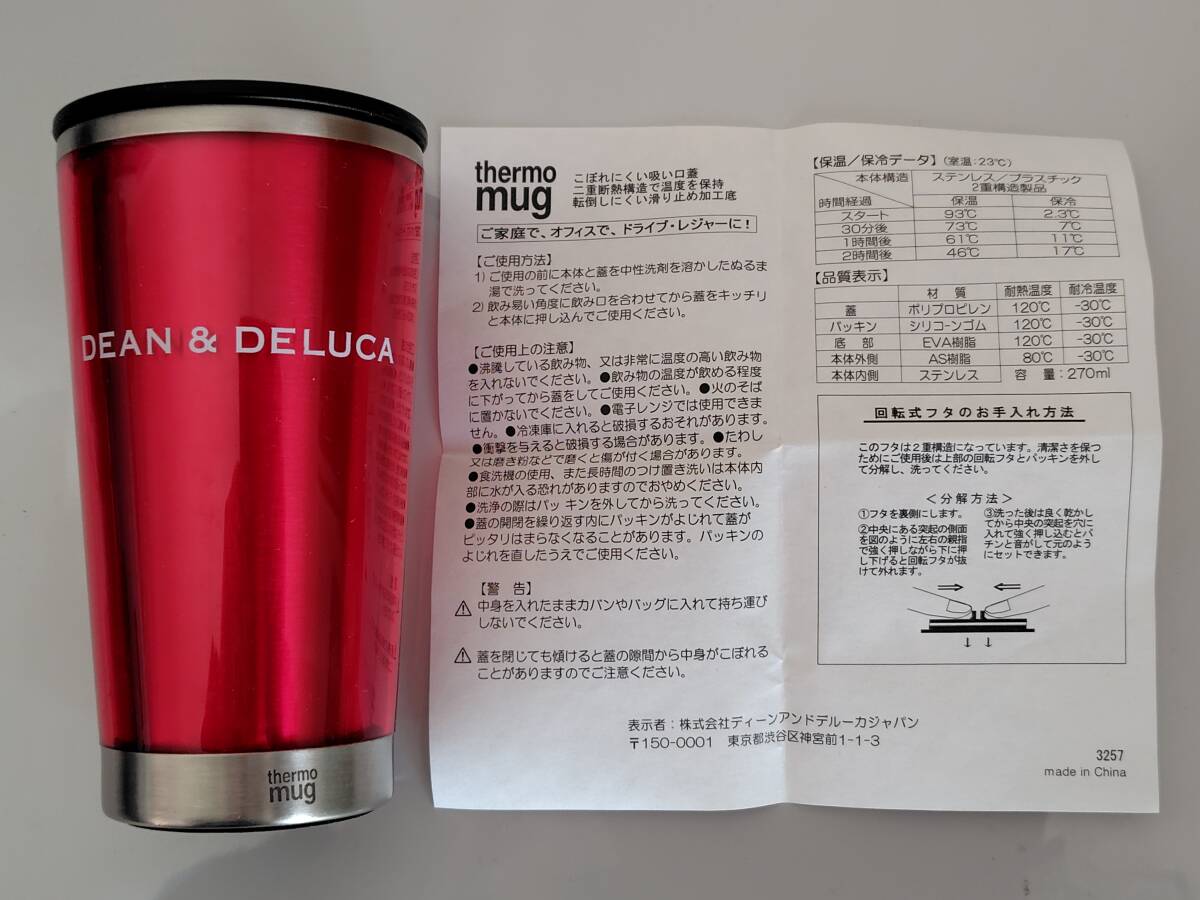 DEAN & DELUCA
thermo
mug
thermo
mug
こぼれにくい吸い口蓋
二重断熱構造で温度を保持
転倒しにくい滑り止め加工底
ご家庭で、オフィスで、ドライブ・レジャーに!
【ご使用方法】
1) ご使用の前に本体と蓋を中性洗剤を溶かしたぬるま
湯で洗ってください。
2) 飲み易い角度に飲み口を合わせてから蓋をキッチリ
と本体に押し込んでご使用ください。
【ご使用上の注意】
●沸騰している飲み物、又は非常に温度の高い飲み物
を入れないでください。●飲み物の温度が飲める程度
に下がってから蓋をしてご使用ください。●火のそば
に置かないでください。●電子レンジでは使用できま
せん。●冷凍庫に入れると破損するおそれがあります。
●衝撃を与えると破損する場合があります。●たわし
又は磨き粉などで磨くと傷が付く場合があります。
●食洗機の使用、また長時間のつけ置き洗いは本体内
部に水が入る恐れがありますのでおやめください。
●洗浄の際はパッキンを外してから洗ってください。
●蓋の開閉を繰り返す内にパッキンがよじれて蓋が
ピッタリはまらなくなることがあります。パッキンの
よじれを直したうえでご使用ください。
【警 告】
⚠ 中身を入れたままカバンやバッグに入れて持ち運び
しないでください。
⚠ 蓋を閉じても傾けると蓋の隙間から中身がこぼれる
ことがありますのでご注意ください。
【保温/保冷データ】(室温:23℃)
本体構造 ステンレス/プラスチック
2重構造製品
時間経過 保温 保冷
スタート 93℃ 2.3℃
30分後 73℃ 7℃
1時間後 61℃ 11℃
2時間後 46℃ 17℃
【品質表示】
材 質 耐熱温度 耐冷温度
蓋 ポリプロピレン 120℃ -30℃
パッキン シリコーンゴム 120℃ -30℃
底 部 EVA樹脂 120℃ -30℃
本体外側 AS樹脂 80℃ -30℃
本体内側 ステンレス 容 量:270ml
回転式フタのお手入れ方法
このフタは2重構造になっています。清潔さを保つ
ためにご使用後は上部の回転フタとパッキンを外し
て分解し、洗ってください。
<分解方法>
①フタを裏側にします。
②中央にある突起の側面
を図のように左右の親指
で強く押しながら下に押
し下げると回転フタが抜
けて外れます。
③洗った後は良く乾かし
てから中央の突起を穴に
入れて強く押し込むとパ
チンと音がして元のよう
にセットできます。
表示者:株式会社ディーンアンドデルーカジャパン
〒150-0001 東京都渋谷区神宮前1-1-3
3257
made in China